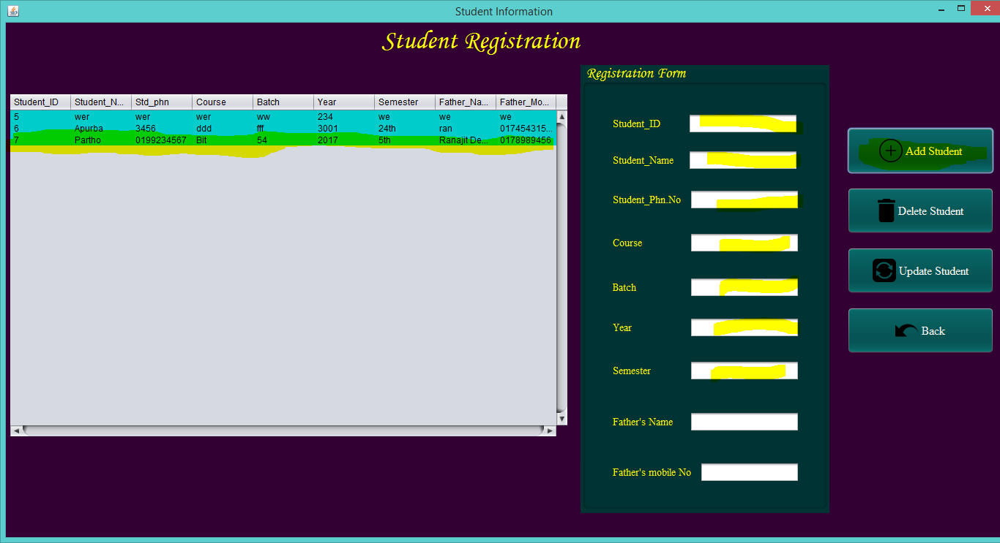 Student Information
Student Registration
Student_ID Student_N... Std_phn Course Batch Year Semester Father_Na... Father_Mo...
5 wer wer wer ww 234 we we we
6 Apurba 3456 ddd fff 3001 24th ran 017454315...
7 Partho 0199234567 Bit 54 2017 5th Ranajit De... 0178989456
Registration Form
Student_ID
Student_Name
Student_Phn.No
Course
Batch
Year
Semester
Father's Name
Father's mobile No
Add Student
Delete Student
Update Student
Back